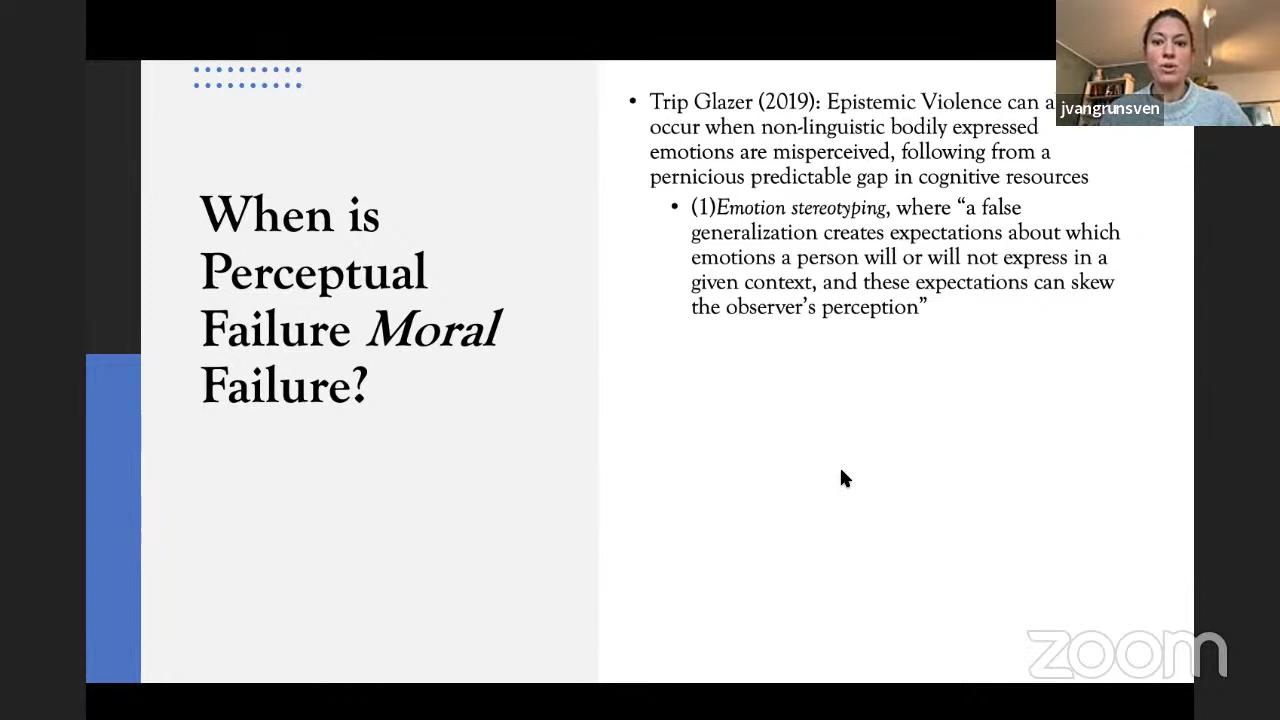 When is
Perceptual
Failure Moral
Failure?
• Trip Glazer (2019): Epistemic Violence can a
occur when non-linguistic bodily expressed
emotions are misperceived, following from a
pernicious predictable gap in cognitive resources
• (1)Emotion stereotyping, where “a false
generalization creates expectations about which
emotions a person will or will not express in a
given context, and these expectations can skew
the observer’s perception”
jvangrunsven
zoom